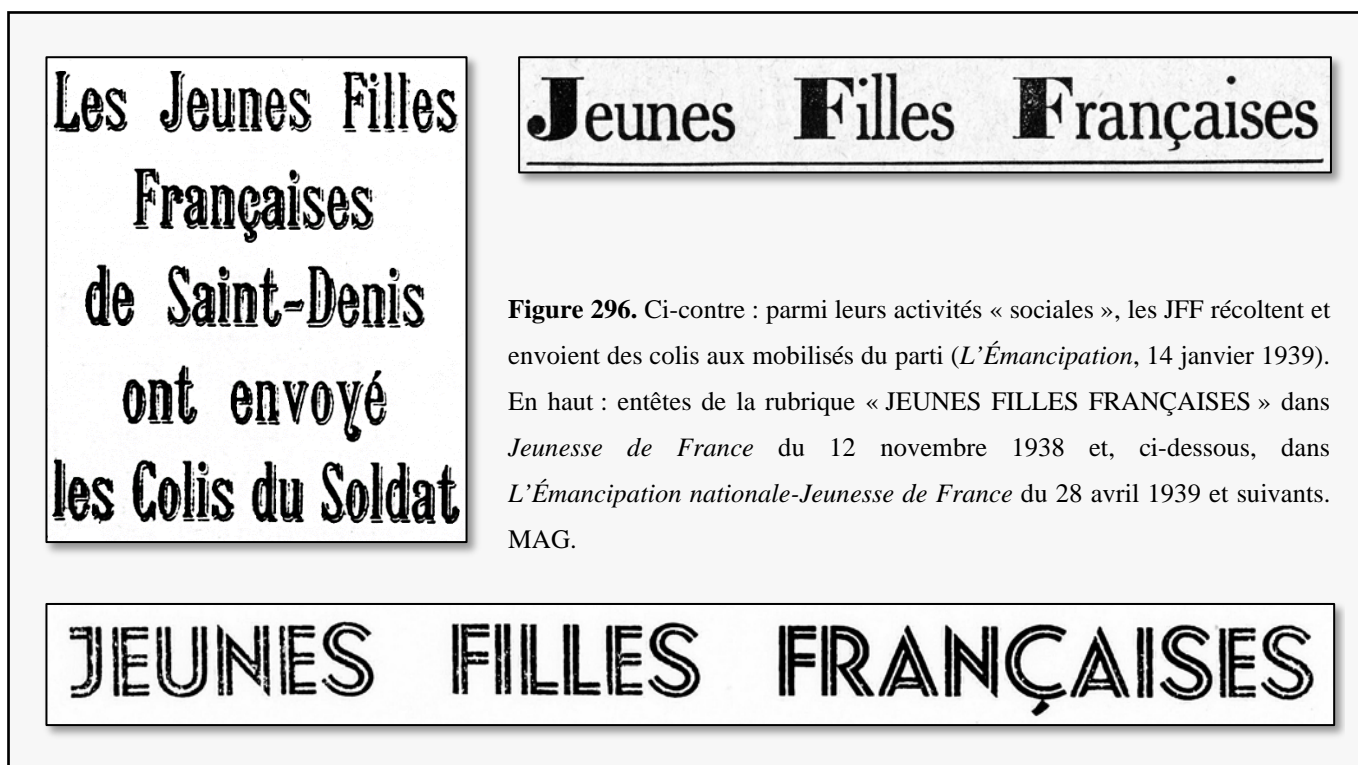 Les Jeunes Filles
Françaises
de Saint-Denis
ont envoyé
les Colis du Soldat
Jeunes Filles Françaises
Figure 296. Ci-contre : parmi leurs activités « sociales », les JFF récoltent et
envoient des colis aux mobilisés du parti (L’Émancipation, 14 janvier 1939).
En haut : entêtes de la rubrique « JEUNES FILLES FRANÇAISES » dans
Jeunesse de France du 12 novembre 1938 et, ci-dessous, dans
L’Émancipation nationale-Jeunesse de France du 28 avril 1939 et suivants.
MAG.
JEUNES FILLES FRANÇAISES